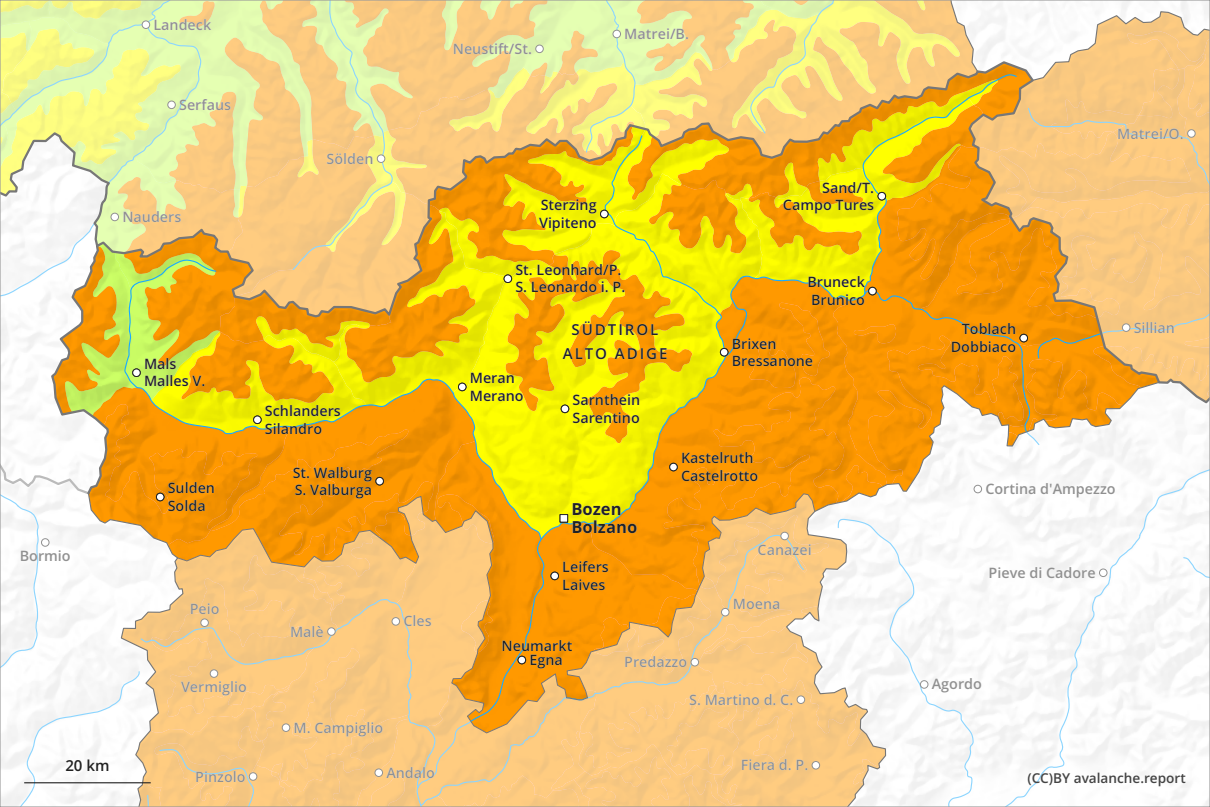 Landeck
Matrei/B.
Neustift/St.
Serfaus
Matrei/O.
Sölden
Sand/T.
Campo Tures
Sterzing
Vipiteno
Nauders
St. Leonhard/P.
S. Leonardo i. P.
Bruneck
Brunico
SÜDTIROL
ALTO ADIGE
Toblach
Dobbiaco
Sillian
Brixen
Bressanone
Mals
Malles V.
Meran
Merano
Schlanders
Silandro
Sarnthein
Sarentino
Kastelruth
Castelrotto
St. Walburg
S. Valburga
Sulden
Solda
Cortina d'Ampezzo
Bozen
Bolzano
Canazei
Bormio
Leifers
Laives
Pieve di Cadore
Peio
Moena
Cles
Malè
Neumarkt
Egna
Predazzo
Vermiglio
Agordo
S. Martino d. C.
M. Campiglio
Fiera d. P.
Andalo
Pinzolo
20 km
(CC)BY avalanche.report